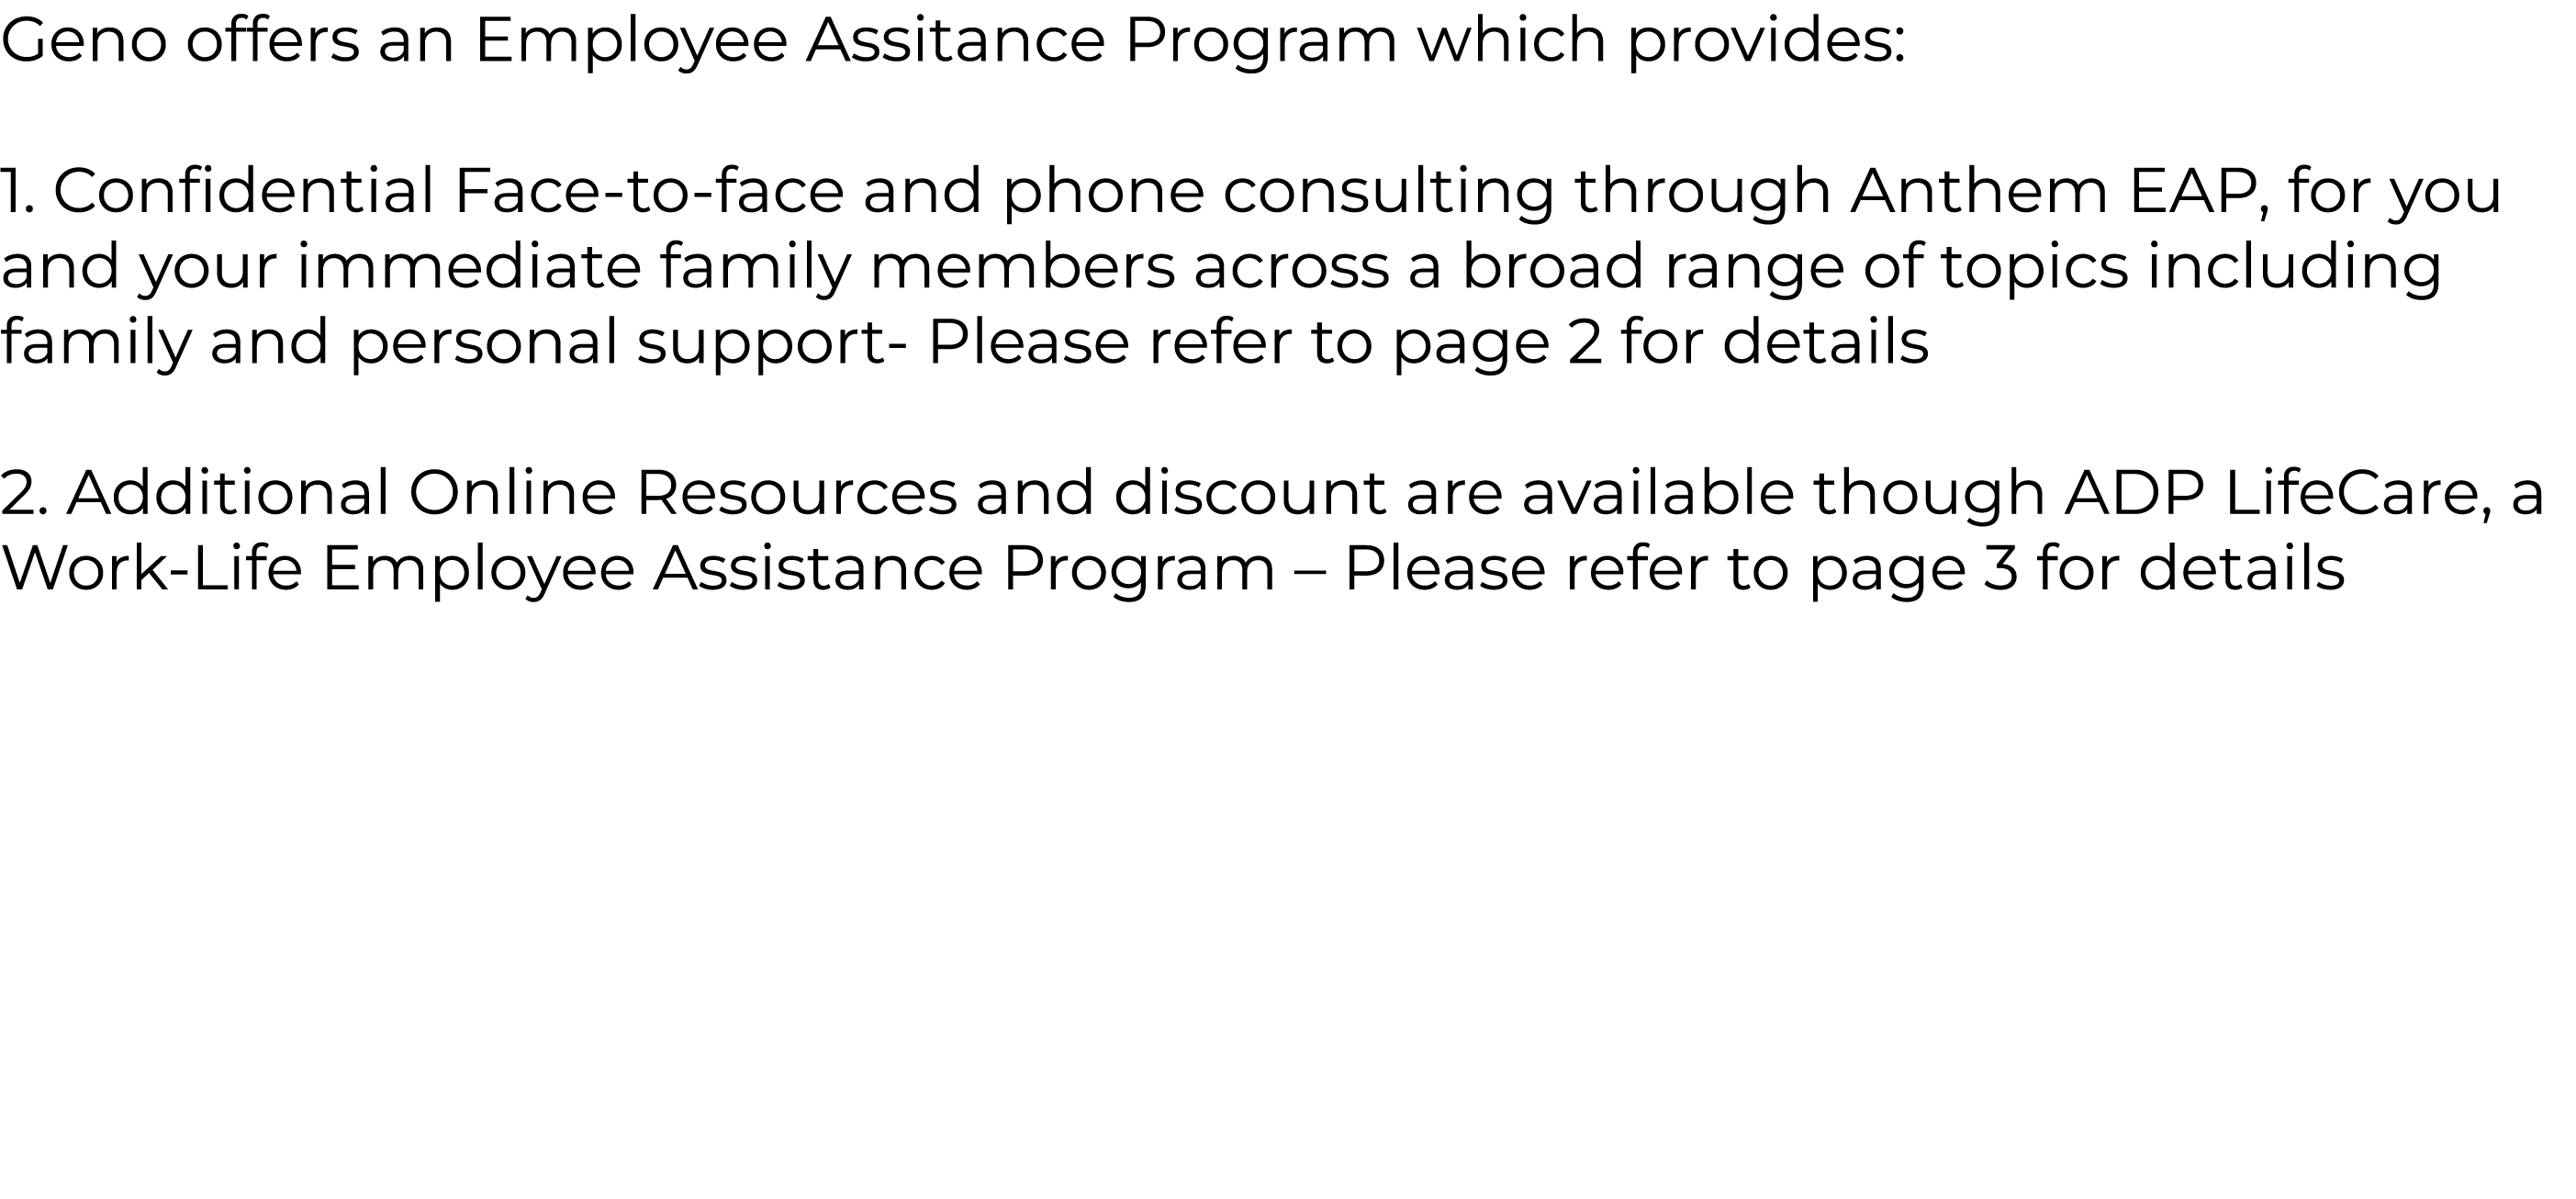 Geno offers an Employee Assitance Program which provides:
1. Confidential Face-to-face and phone consulting through Anthem EAP, for you
and your immediate family members across a broad range of topics including
family and personal support- Please refer to page 2 for details
2. Additional Online Resources and discount are available though ADP LifeCare, a
Work-Life Employee Assistance Program – Please refer to page 3 for details